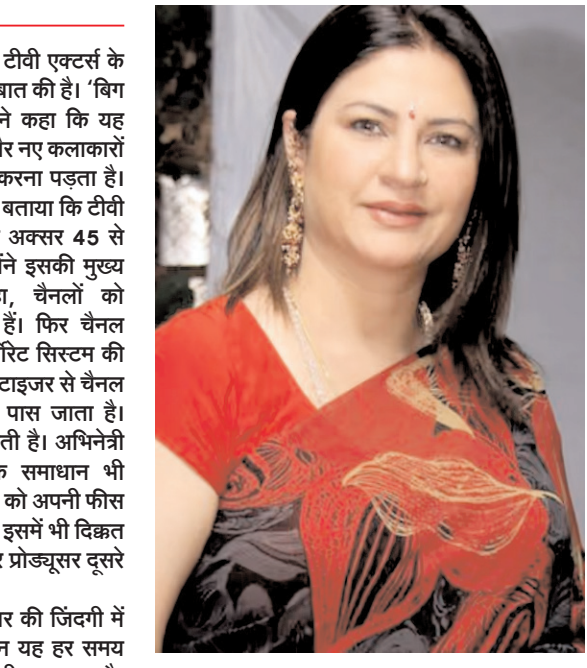 टीवी एक्टर्स के
बात की है। ‘बिग
ने कहा कि यह
नए कलाकारों
करना पड़ता है।
बताया कि टीवी
अक्सर 45 से
इसकी मुख्य
चैनलों को
हैं। फिर चैनल
सिस्टम की
से चैनल
पास जाता है।
है। अभिनेत्री
समाधान भी
को अपनी फीस
इसमें भी दिक्कत
प्रोड्यूसर दूसरे
की जिंदगी में
यह हर समय